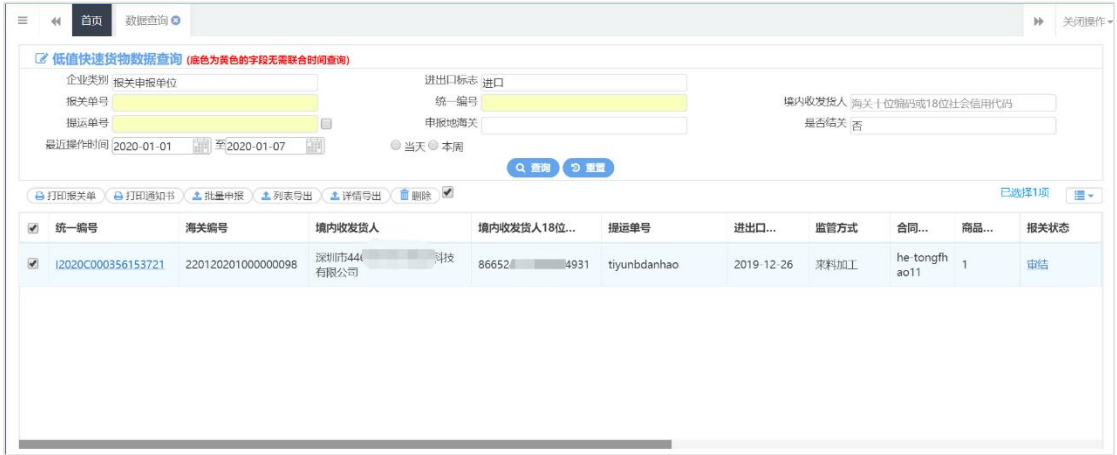 首页 数据查询 关闭操作
低值快速货物数据查询 (底色为黄色的字段无需联合时间查询)
企业类别 报关申报单位 进出口标志 进口
报关单号 统一编号 境内收发货人 海关十位编码或18位社会信用代码
提运单号 申报地海关 是否结关 否
最近操作时间 2020-01-01 至 2020-01-07 当天 本周
查询 重置
打印报关单 打印通知书 批量申报 列表导出 详情导出 删除 已选择1项
统一编号 海关编号 境内收发货人 境内收发货人18位... 提运单号 进出口... 监管方式 合同... 商品... 报关状态
I2020C000356153721 220120201000000098 深圳市446 科技 86652 4931 tiyunbdanhao 2019-12-26 来料加工 he-tongfh 1 审结
有限公司 ao11